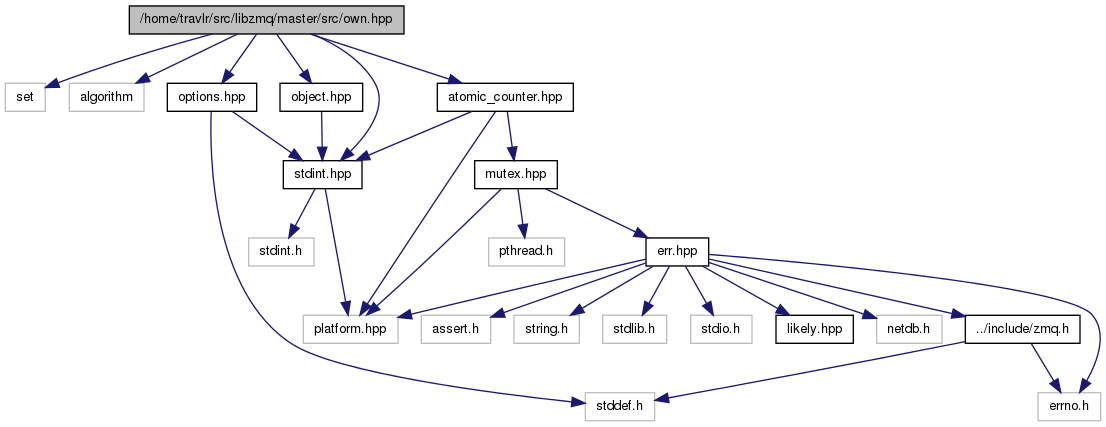 /home/travlr/src/libzmq/master/src/own.hpp
set
algorithm
options.hpp
object.hpp
atomic_counter.hpp
stdint.hpp
mutex.hpp
stdint.h
pthread.h
err.hpp
platform.hpp
assert.h
string.h
stdlib.h
stdio.h
likely.hpp
netdb.h
../include/zmq.h
stddef.h
errno.h